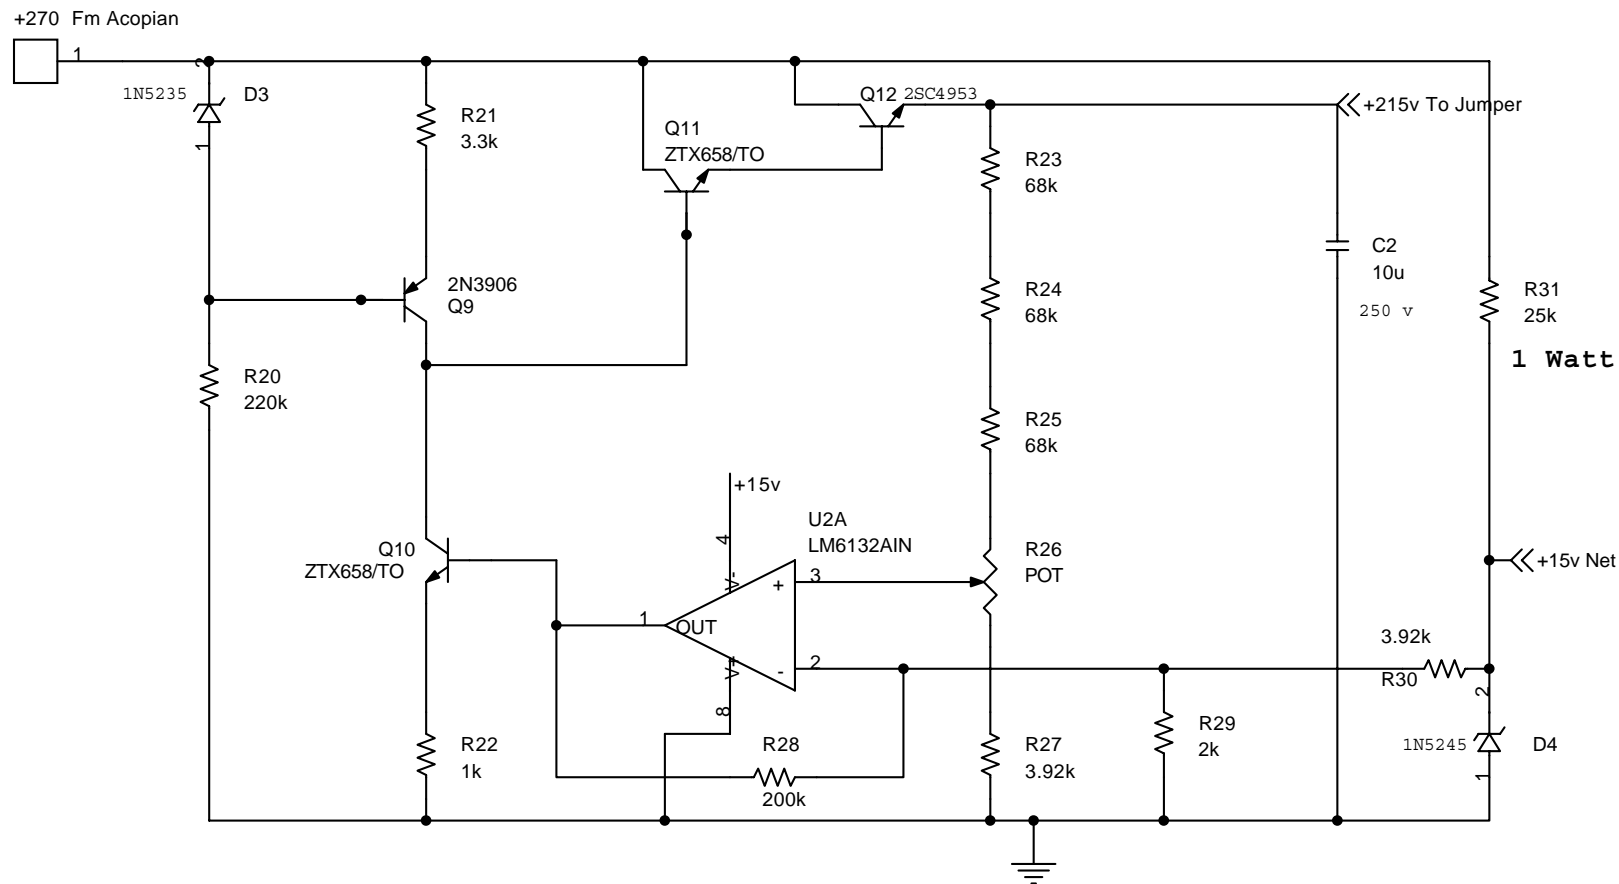 +270 Fm Acopian
1
2
1N5235
D3
1
R21
3.3k
Q11
ZTX658/TO
Q12
2SC4953
+215v To Jumper
R23
68k
2N3906
Q9
R24
68k
C2
10u
250 v
R31
25k
1 Watt
R20
220k
R25
68k
+15v
4
V-
U2A
LM6132AIN
Q10
ZTX658/TO
+
3
R26
POT
+15v Net
1
OUT
V+
8
-
2
3.92k
R30
2
R22
1k
R28
200k
R27
3.92k
R29
2k
1N5245
D4
1